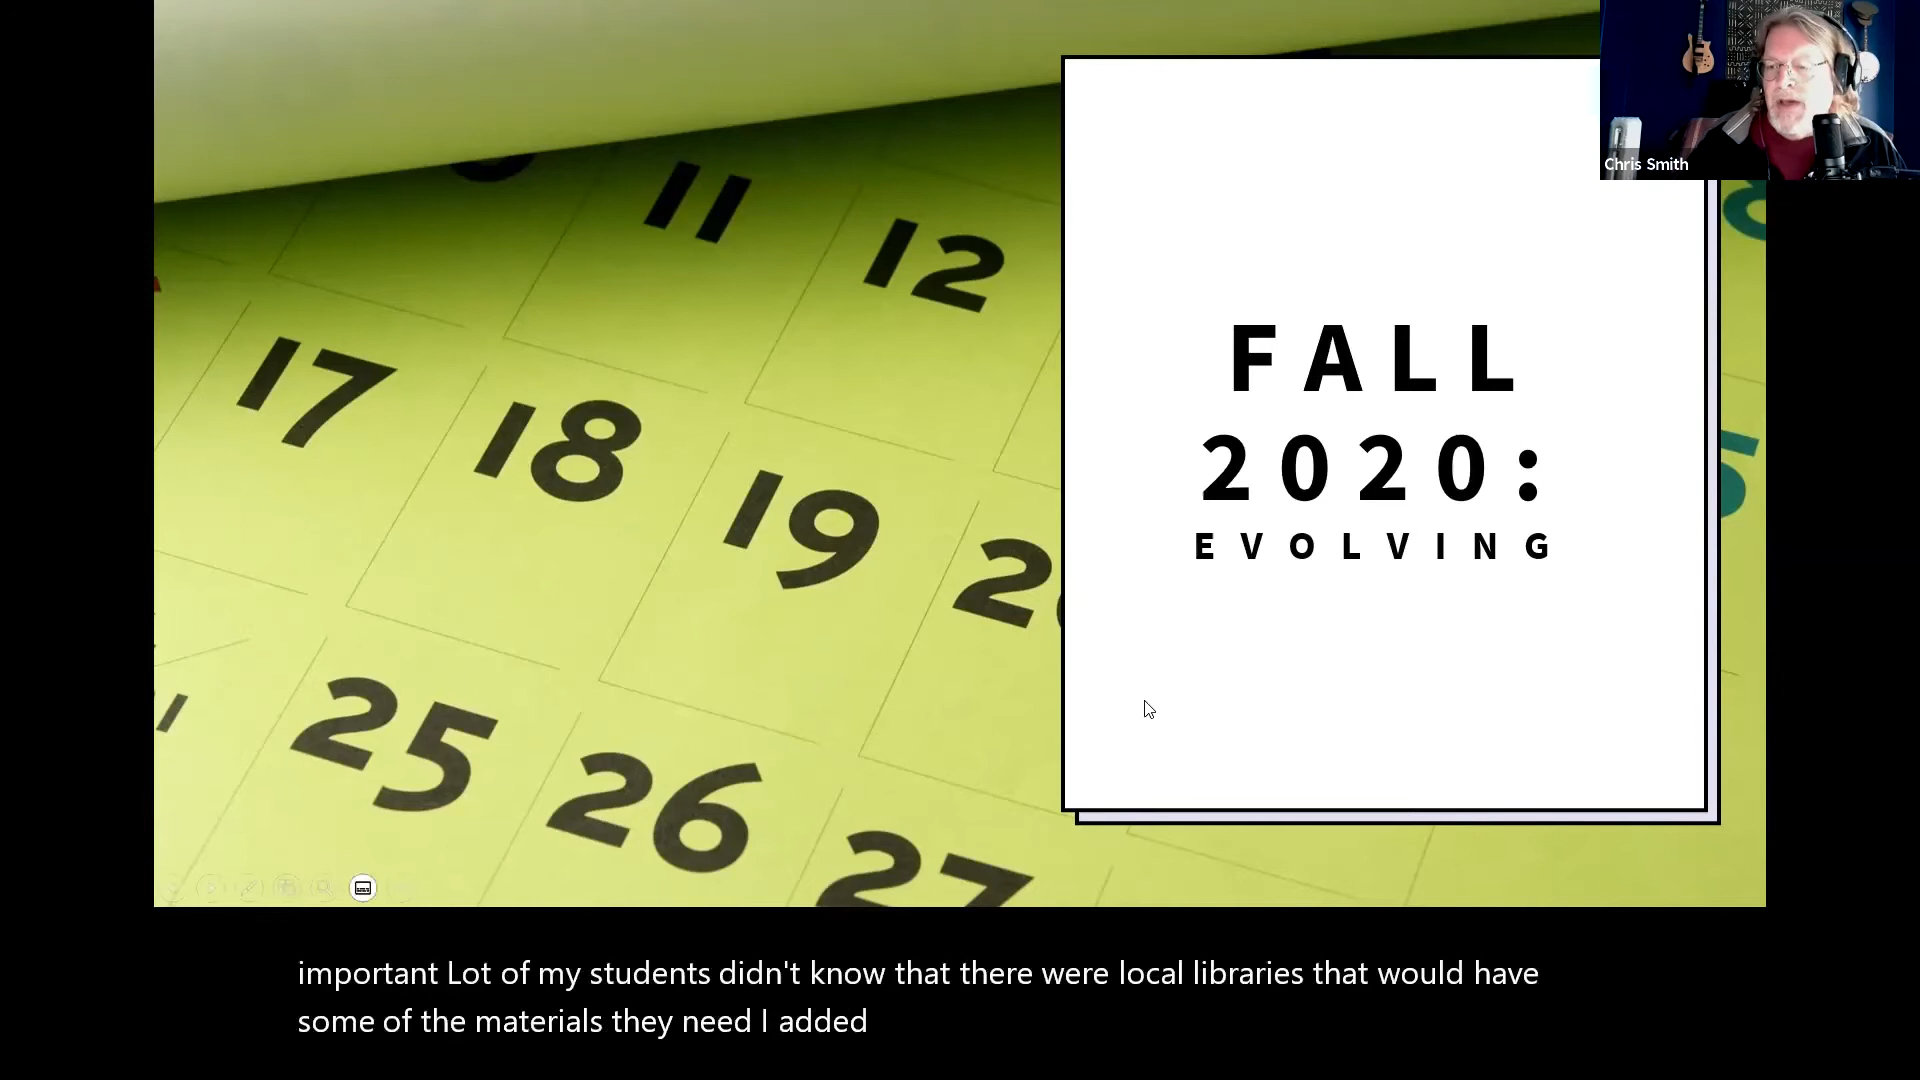 Chris Smith
11
12
17
18
19
25
26
27
FALL
2020:
EVOLVING
important Lot of my students didn't know that there were local libraries that would have
some of the materials they need I added